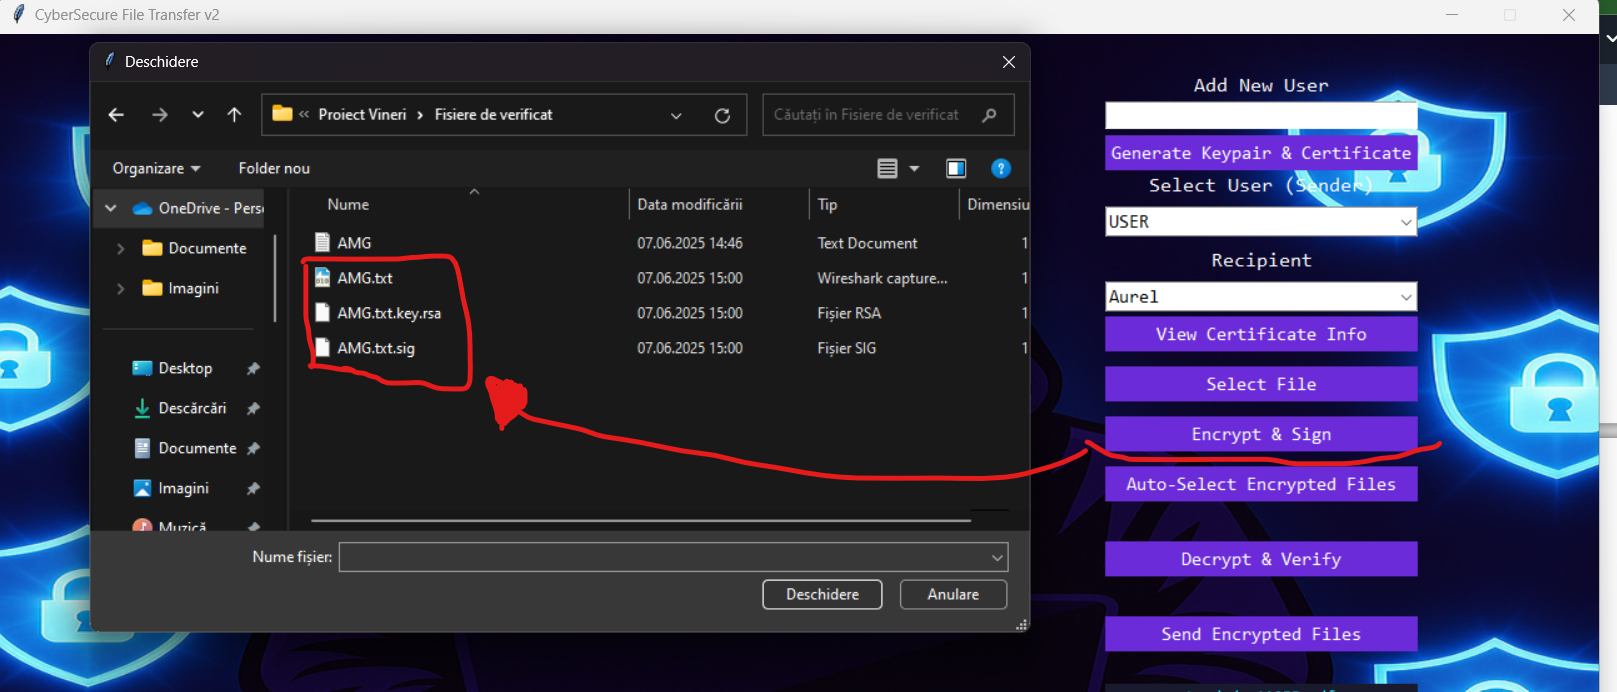 CyberSecure File Transfer v2
Deschidere
Proiect Vineri
Fisiere de verificat
Căutați în Fisiere de verificat
Organizare
Folder nou
OneDrive - Pers
Documente
Imagini
Desktop
Descărcări
Documente
Imagini
Muzică
Nume
Data modificării
Tip
Dimensiu
AMG
07.06.2025 14:46
Text Document
1
AMG.txt
07.06.2025 15:00
Wireshark capture...
1
AMG.txt.key.rsa
07.06.2025 15:00
Fișier RSA
1
AMG.txt.sig
07.06.2025 15:00
Fișier SIG
1
Nume fișier:
Deschidere
Anulare
Add New User
Generate Keypair & Certificate
Select User (Sender)
USER
Recipient
Aurel
View Certificate Info
Select File
Encrypt & Sign
Auto-Select Encrypted Files
Decrypt & Verify
Send Encrypted Files